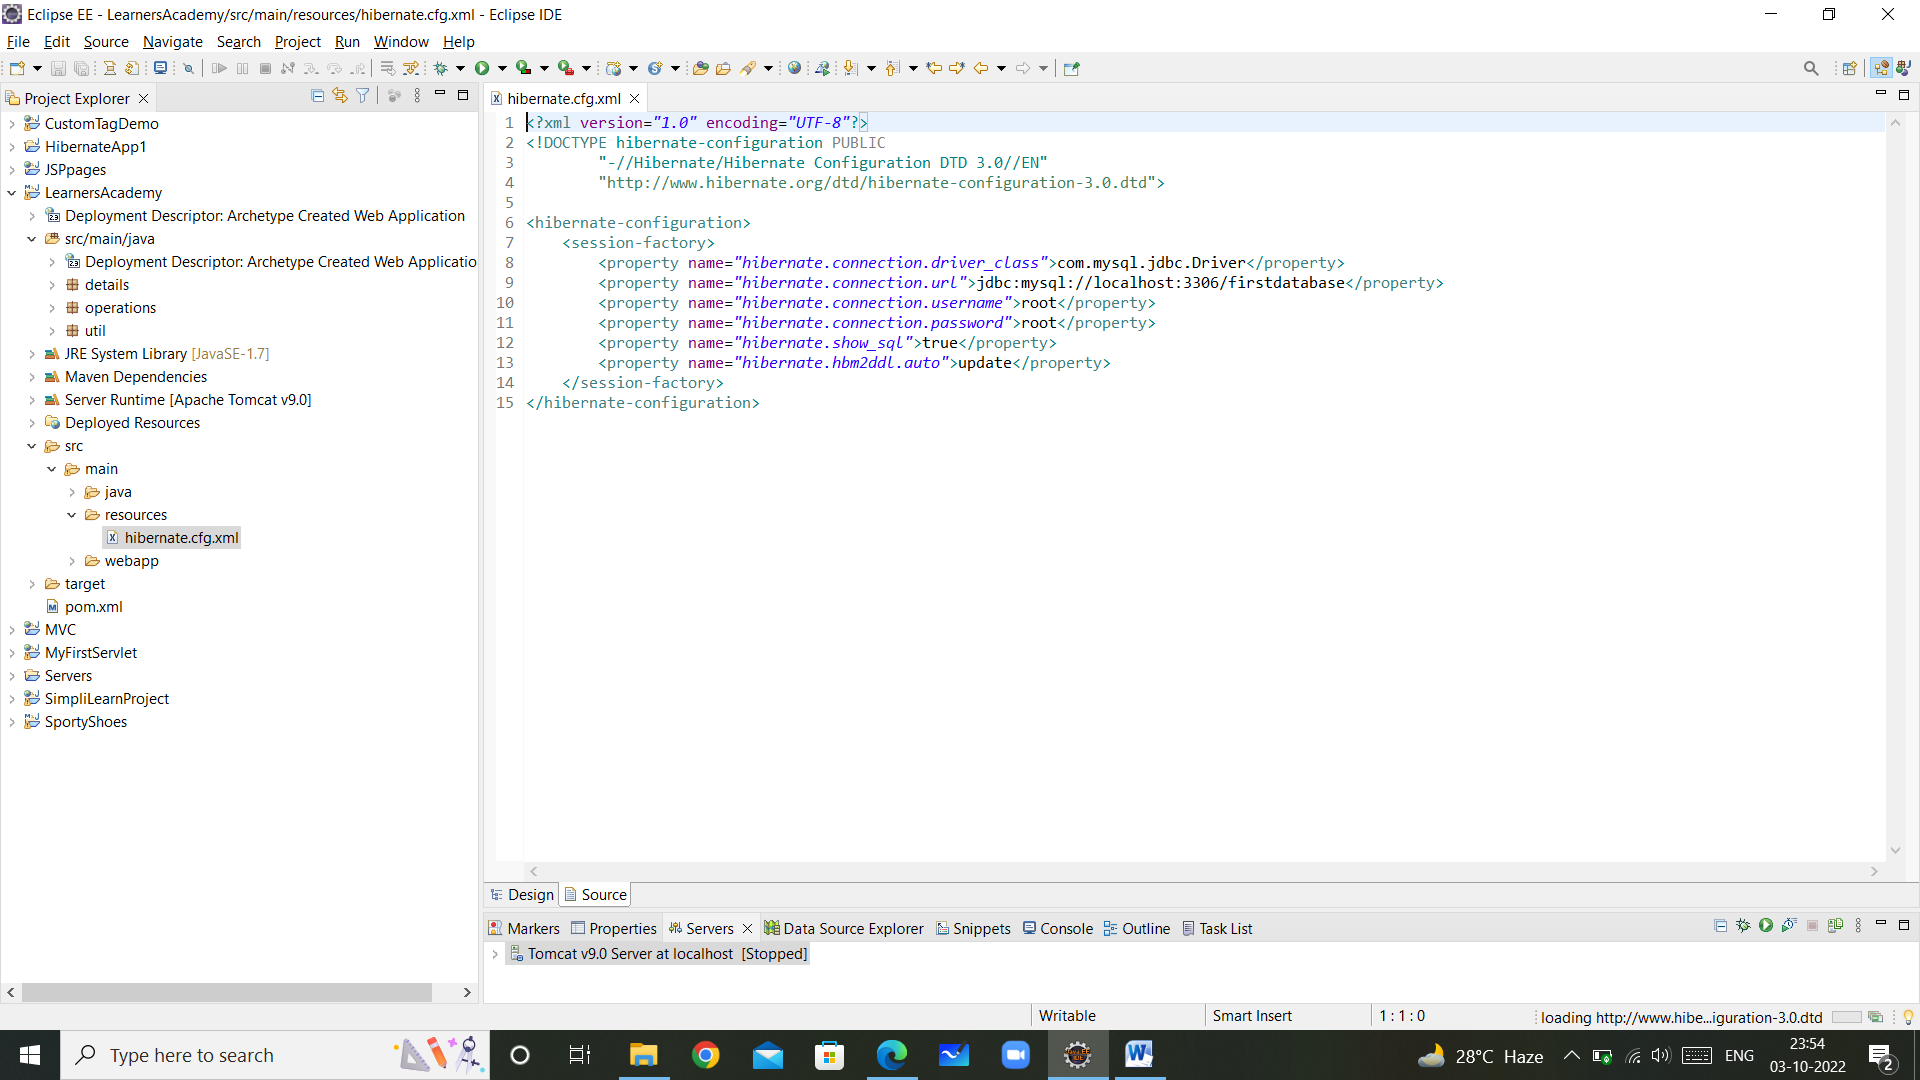 Eclipse EE - LearnersAcademy/src/main/resources/hibernate.cfg.xml - Eclipse IDE
File Edit Source Navigate Search Project Run Window Help
Project Explorer
CustomTagDemo
HibernateApp1
JSPpages
LearnersAcademy
Deployment Descriptor: Archetype Created Web Application
src/main/java
Deployment Descriptor: Archetype Created Web Applicatio
details
operations
util
JRE System Library [JavaSE-1.7]
Maven Dependencies
Server Runtime [Apache Tomcat v9.0]
Deployed Resources
src
main
java
resources
hibernate.cfg.xml
webapp
target
pom.xml
MVC
MyFirstServlet
Servers
SimpliLearnProject
SportyShoes
hibernate.cfg.xml
1 <?xml version="1.0" encoding="UTF-8"?>
2 <!DOCTYPE hibernate-configuration PUBLIC
3 "-//Hibernate/Hibernate Configuration DTD 3.0//EN"
4 "http://www.hibernate.org/dtd/hibernate-configuration-3.0.dtd">
5
6 <hibernate-configuration>
7 <session-factory>
8 <property name="hibernate.connection.driver_class">com.mysql.jdbc.Driver</property>
9 <property name="hibernate.connection.url">jdbc:mysql://localhost:3306/firstdatabase</property>
10 <property name="hibernate.connection.username">root</property>
11 <property name="hibernate.connection.password">root</property>
12 <property name="hibernate.show_sql">true</property>
13 <property name="hibernate.hbm2ddl.auto">update</property>
14 </session-factory>
15 </hibernate-configuration>
Design Source
Markers Properties Servers Data Source Explorer Snippets Console Outline Task List
Tomcat v9.0 Server at localhost [Stopped]
Writable Smart Insert 1 : 1 : 0 loading http://www.hibe...iguration-3.0.dtd
Type here to search
28°C Haze
ENG
23:54
03-10-2022
2